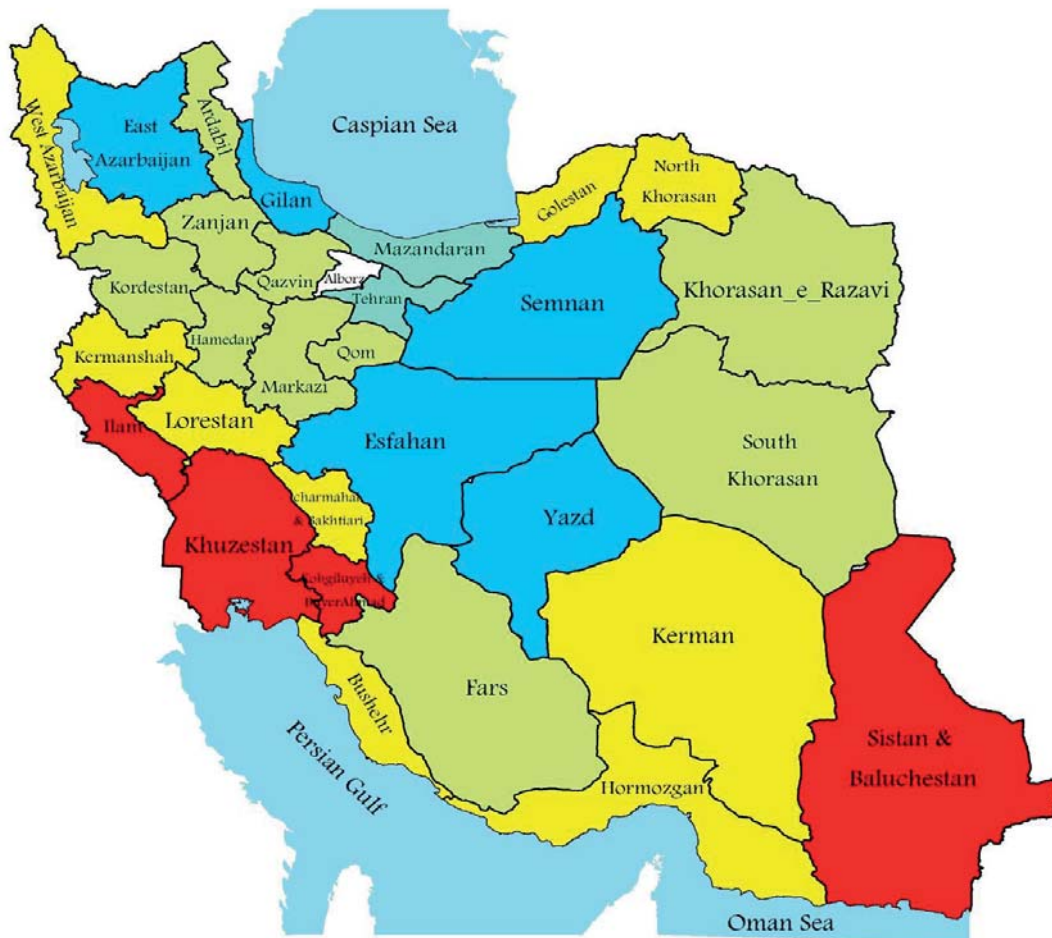 Caspian Sea
West Azarbaijan
East
Azarbaijan
Ardabil
Gilan
Golestan
North
Khorasan
Zanjan
Mazandaran
Kordestan
Qazvin
Alborz
Tehran
Semnan
Khorasan_e_Razavi
Hamedan
Kermanshah
Qom
Markazi
Ilam
Lorestan
Esfahan
South
Khorasan
charmahal
& Bakhtiari
Khuzestan
Yazd
Kohgiluyeh &
BuyerAhmad
Kerman
Fars
Bushehr
Persian Gulf
Sistan &
Baluchestan
Hormozgan
Oman Sea